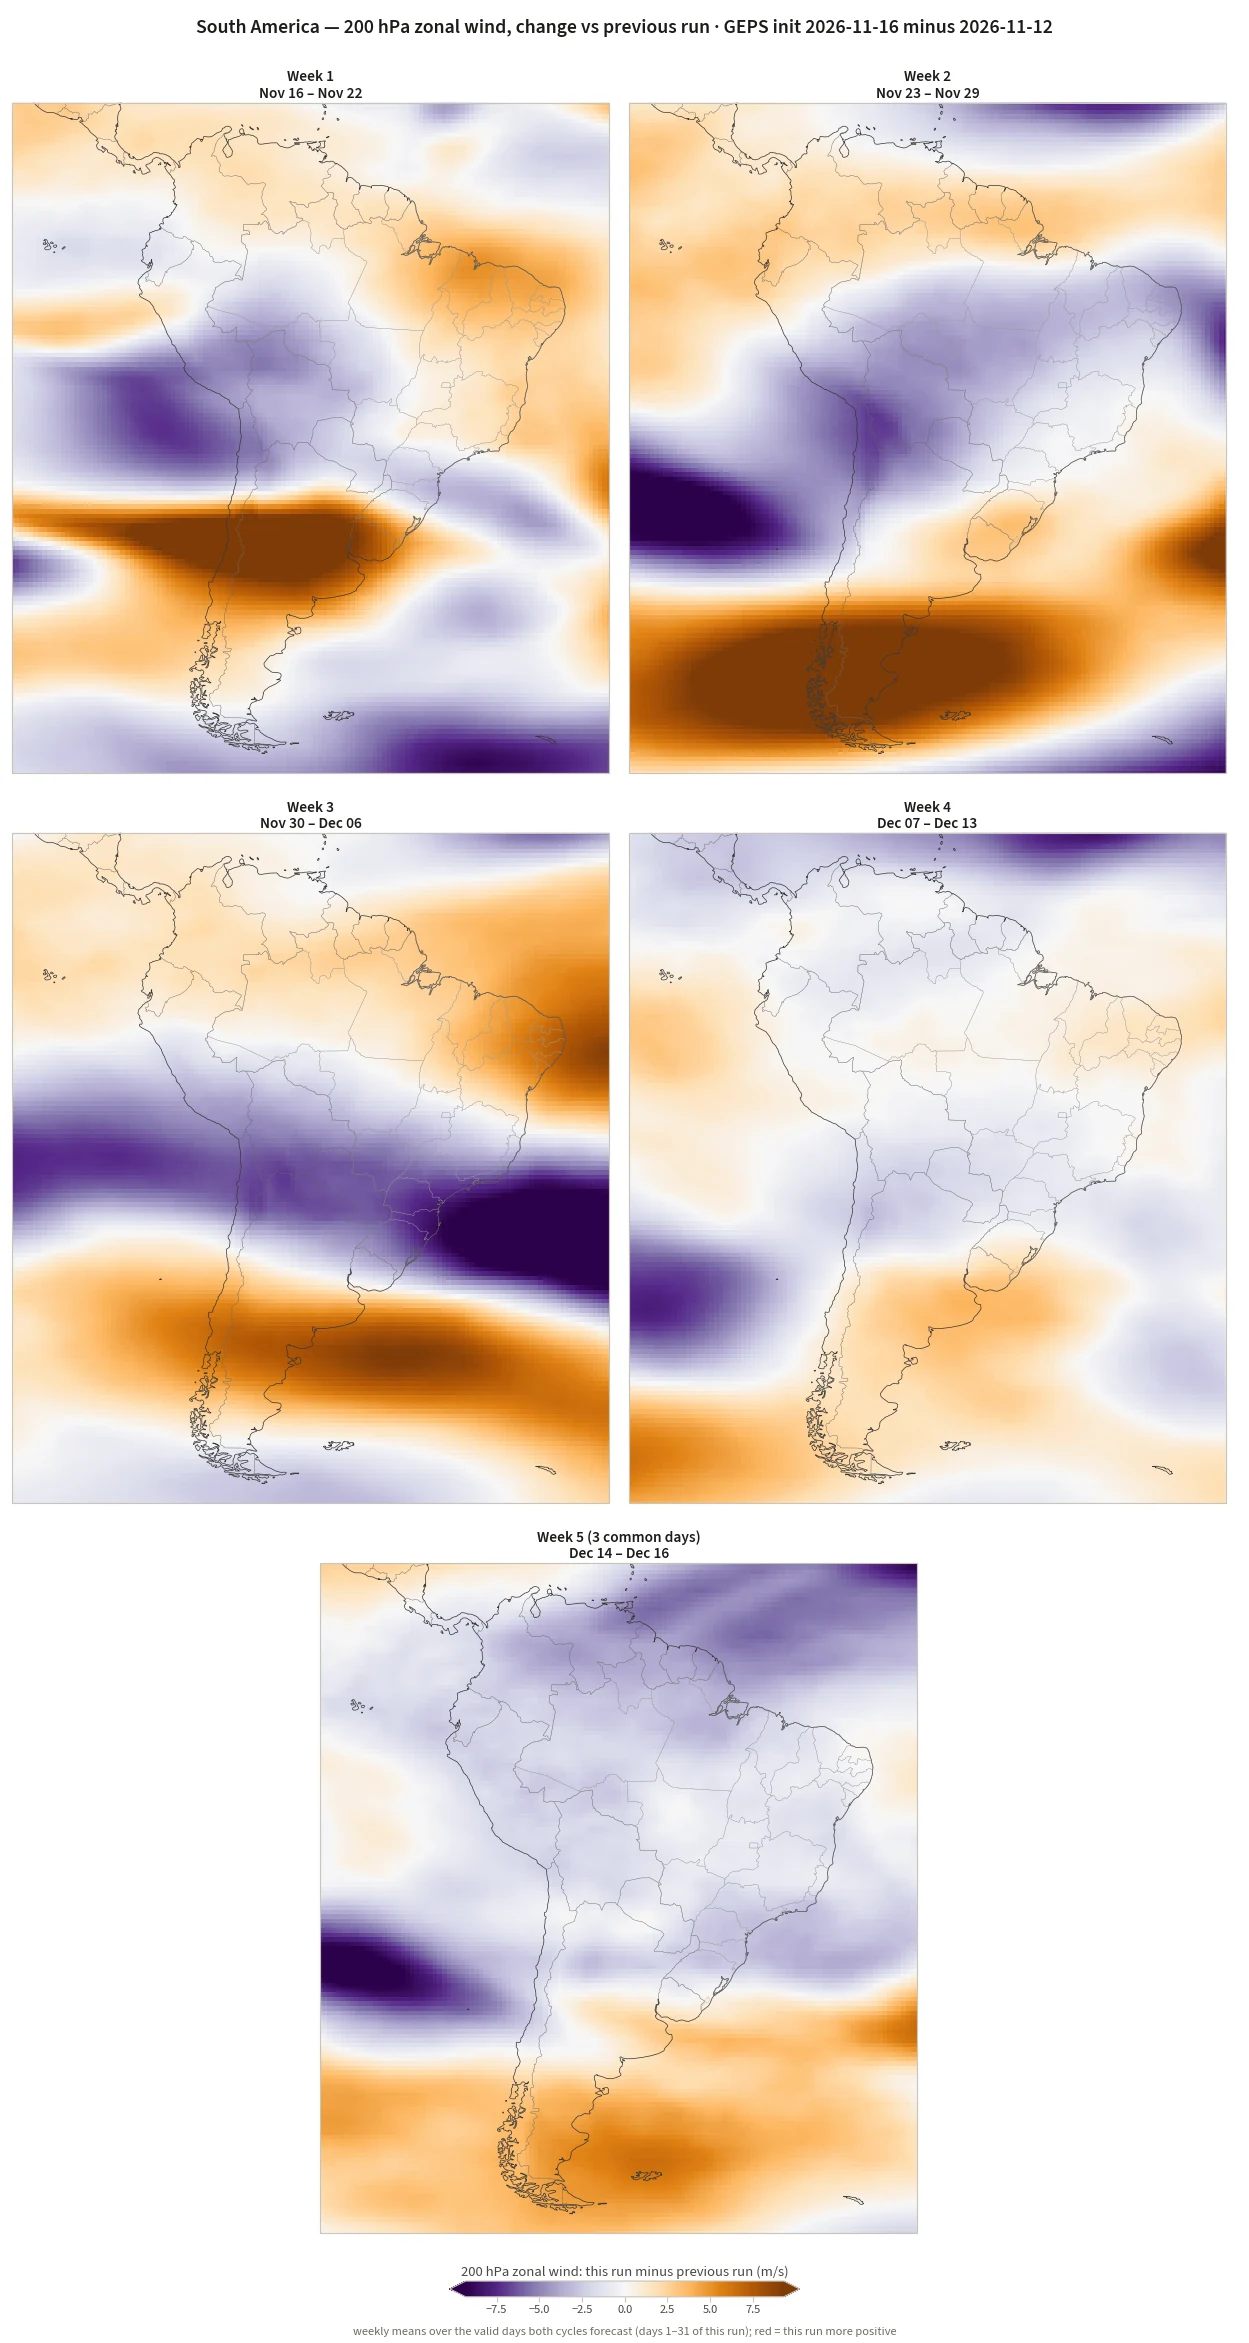 South America — 200 hPa zonal wind, change vs previous run · GEPS init 2026-11-16 minus 2026-11-12
Week 1
Nov 16 – Nov 22
Week 2
Nov 23 – Nov 29
Week 3
Nov 30 – Dec 06
Week 4
Dec 07 – Dec 13
Week 5 (3 common days)
Dec 14 – Dec 16
200 hPa zonal wind: this run minus previous run (m/s)
−7.5 −5.0 −2.5 0.0 2.5 5.0 7.5
weekly means over the valid days both cycles forecast (days 1–31 of this run); red = this run more positive